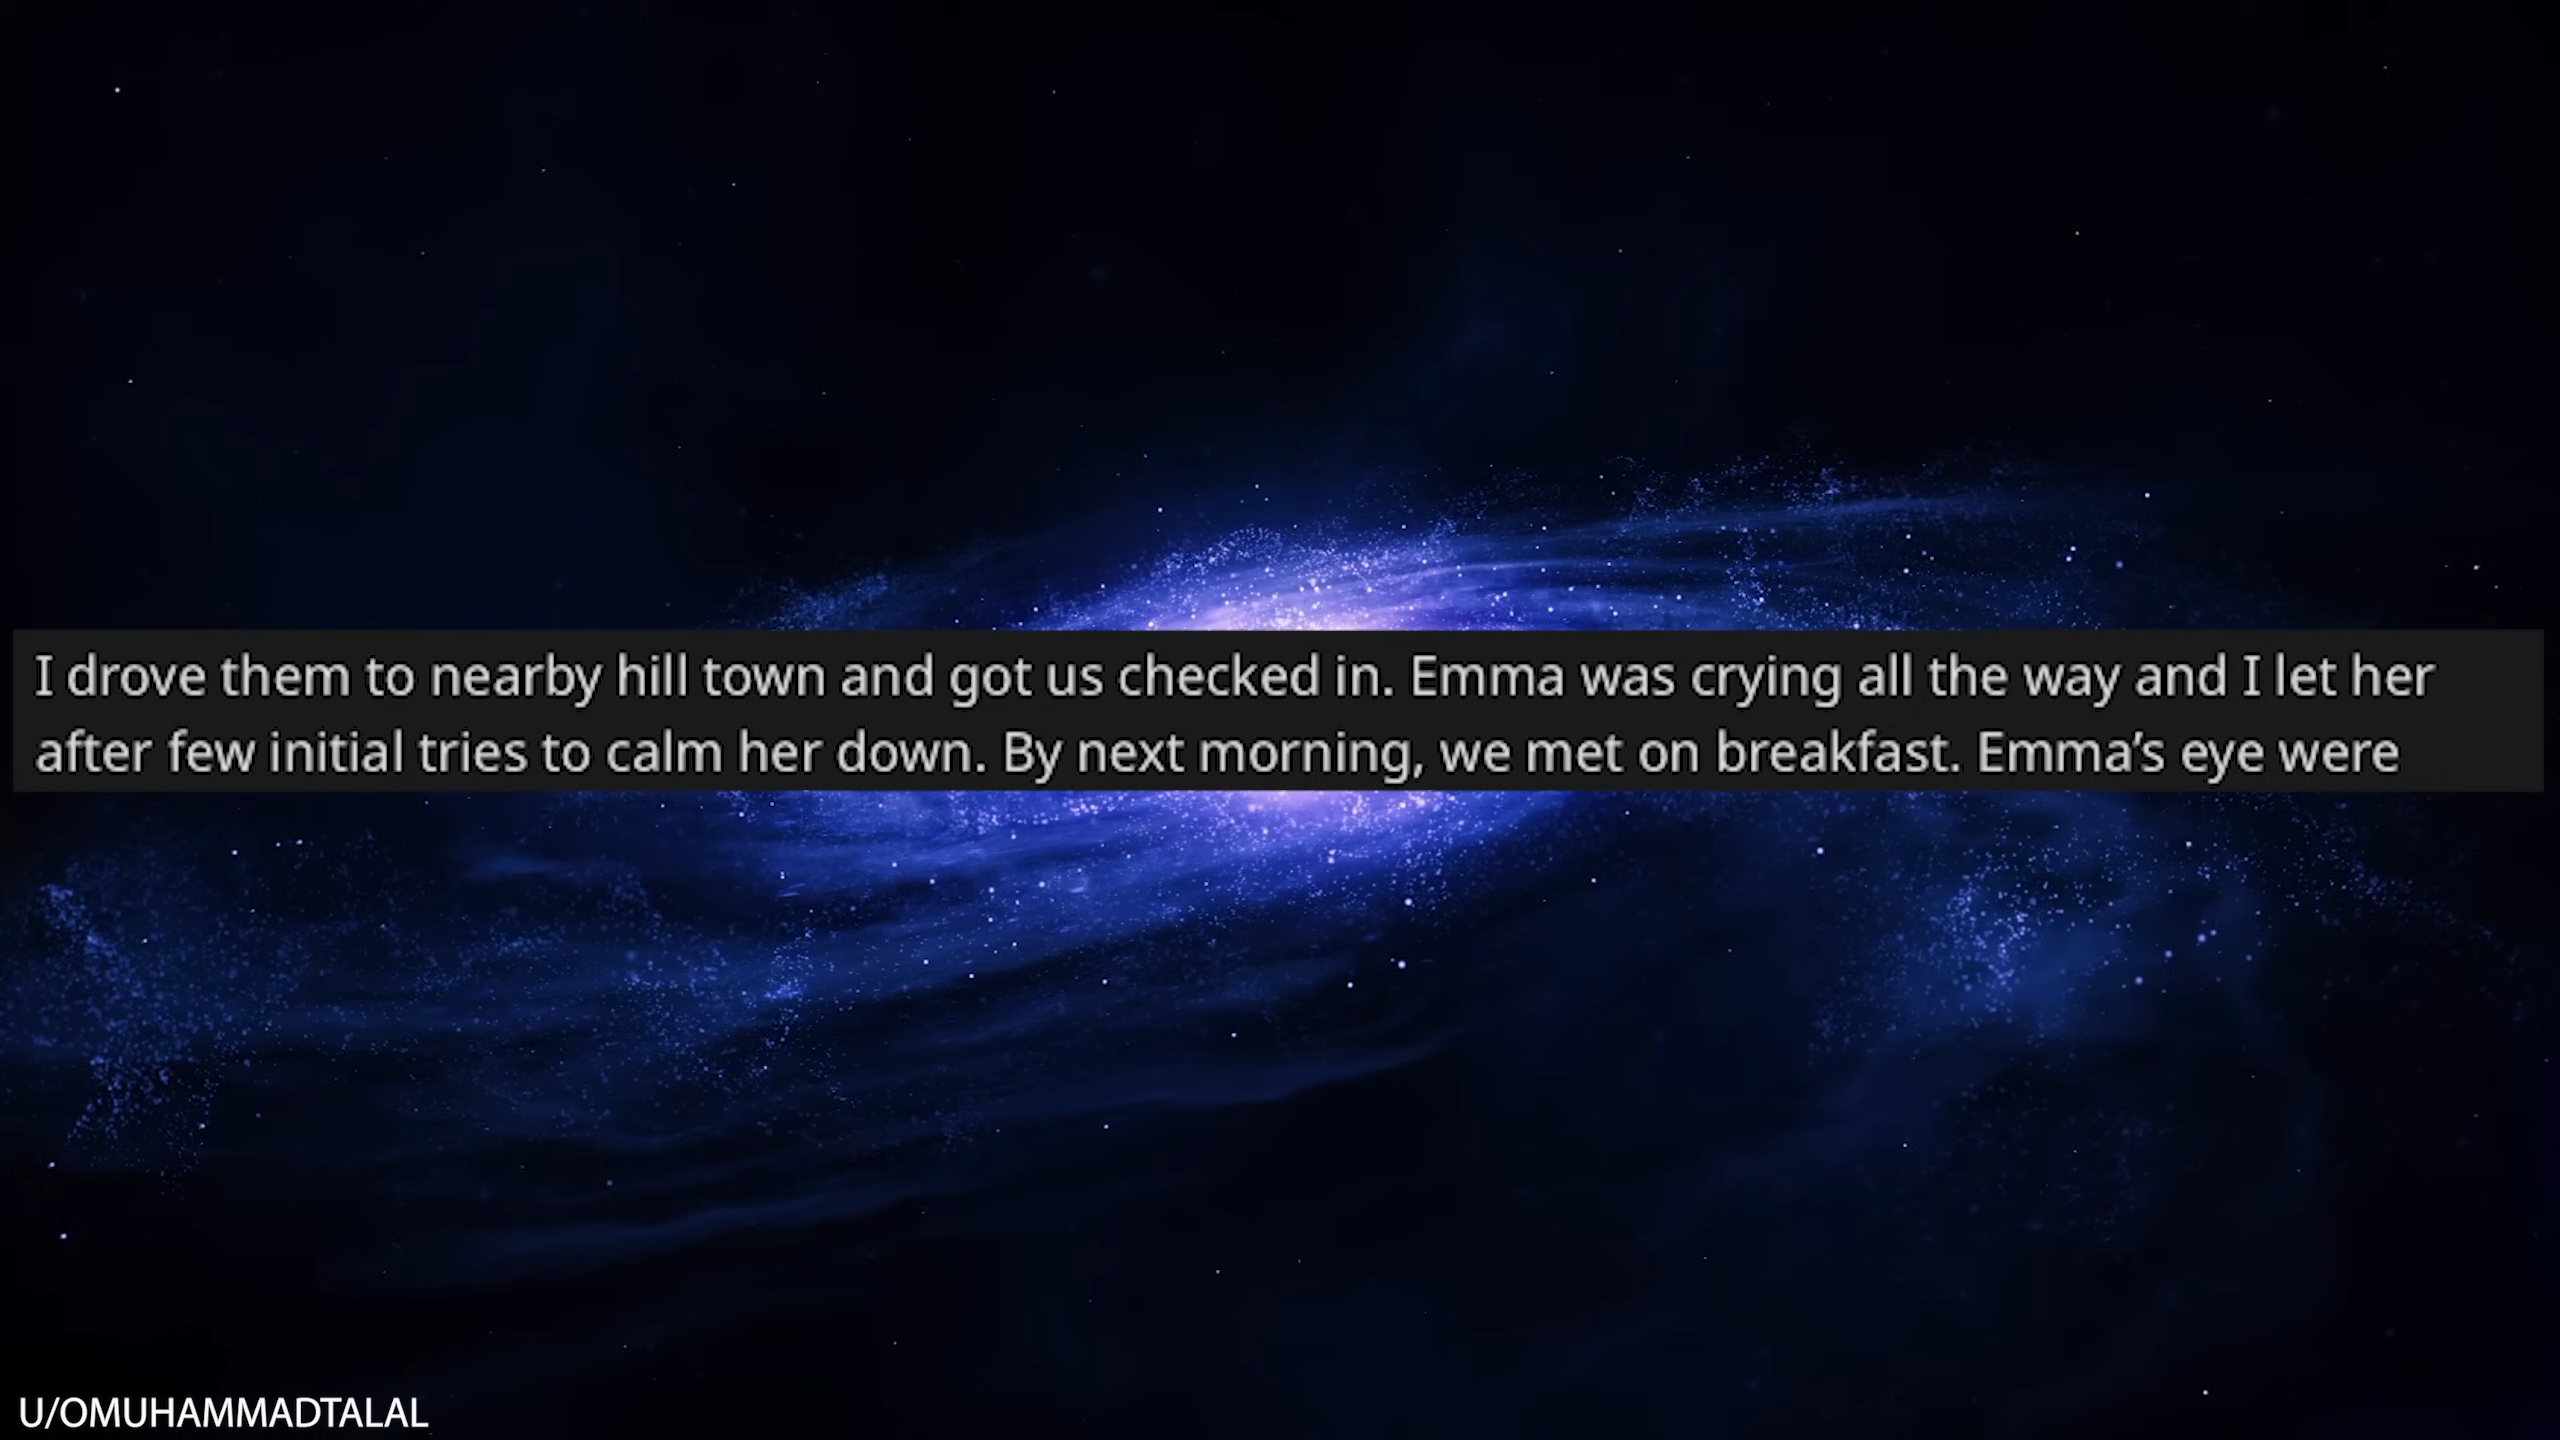 I drove them to nearby hill town and got us checked in. Emma was crying all the way and I let her
after few initial tries to calm her down. By next morning, we met on breakfast. Emma’s eye were
U/OMUHAMMADTALAL